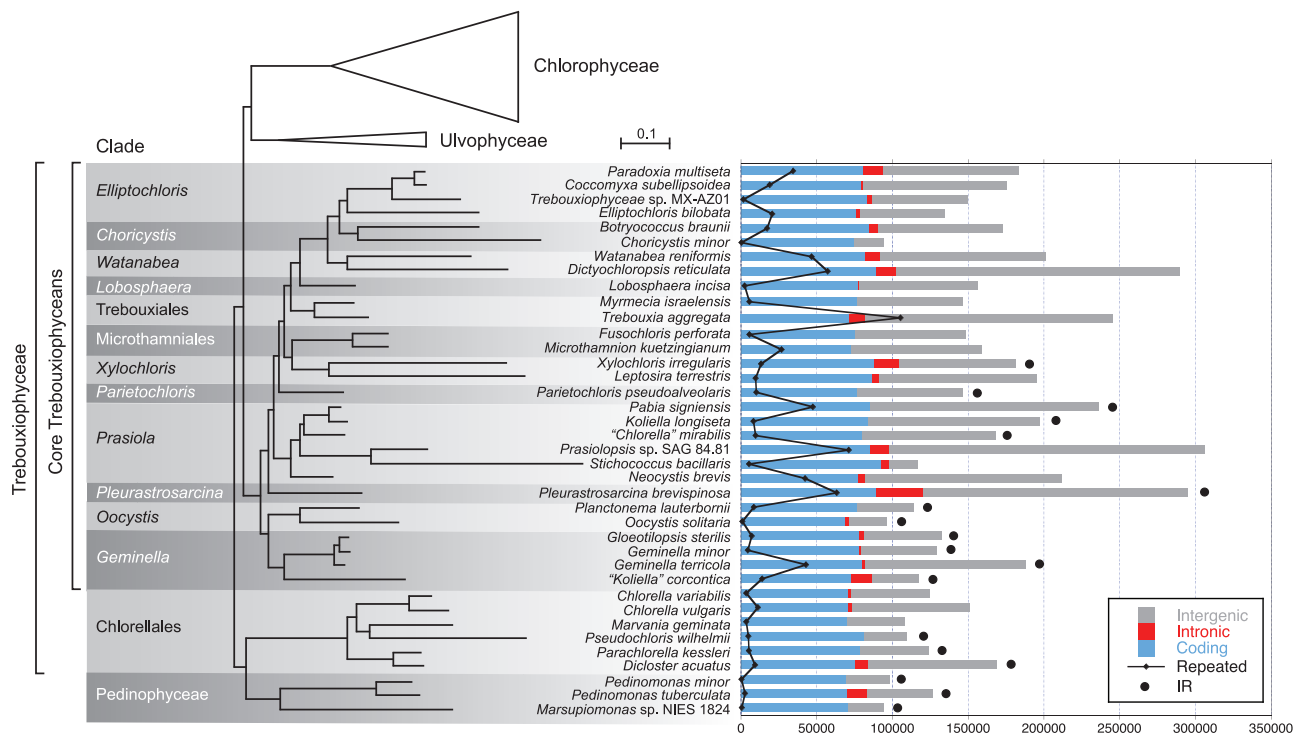 Chlorophyceae
Ulvophyceae
0.1
Clade
Trebouxiophyceae
Core Trebouxiophyceans
Elliptochloris
Choricystis
Watanabea
Lobosphaera
Trebouxiales
Microthamniales
Xylochloris
Parietochloris
Prasiola
Pleurastrosarcina
Oocystis
Geminella
Chlorellales
Pedinophyceae
Paradoxia multiseta
Coccomyxa subellipsoidea
Trebouxiophyceae sp. MX-AZ01
Elliptochloris bilobata
Botryococcus braunii
Choricystis minor
Watanabea reniformis
Dictyochloropsis reticulata
Lobosphaera incisa
Myrmecia israelensis
Trebouxia aggregata
Fusochloris perforata
Microthamnion kuetzingianum
Xylochloris irregularis
Leptosira terrestris
Parietochloris pseudoalveolaris
Pabia signiensis
Koliella longiseta
“Chlorella” mirabilis
Prasiolopsis sp. SAG 84.81
Stichococcus bacillaris
Neocystis brevis
Pleurastrosarcina brevispinosa
Planctonema lauterbornii
Oocystis solitaria
Gloeotilopsis sterilis
Geminella minor
Geminella terricola
“Koliella” corcontica
Chlorella variabilis
Chlorella vulgaris
Marvania geminata
Pseudochloris wilhelmii
Parachlorella kessleri
Dicloster acuatus
Pedinomonas minor
Pedinomonas tuberculata
Marsupiomonas sp. NIES 1824
Intergenic
Intronic
Coding
Repeated
IR
0 50000 100000 150000 200000 250000 300000 350000